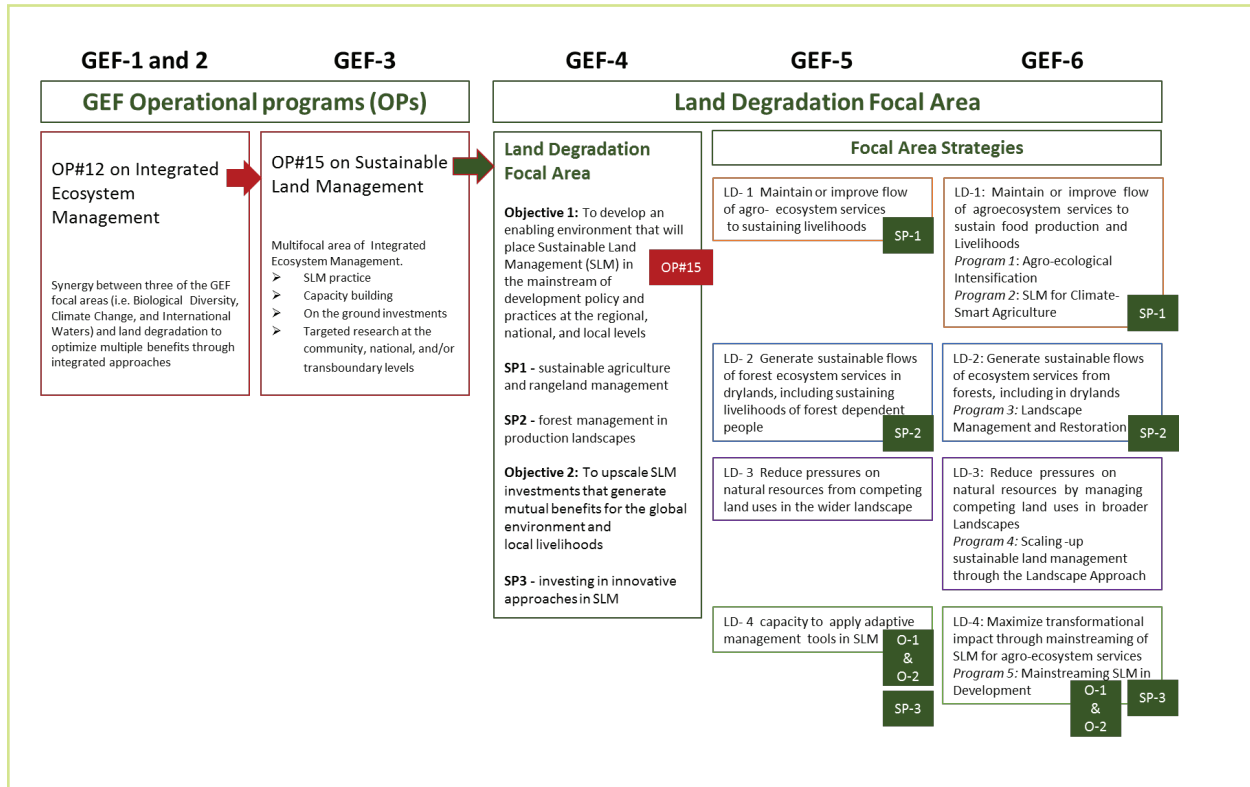 GEF-1 and 2
GEF-3
GEF-4
GEF-5
GEF-6
GEF Operational programs (OPs)
Land Degradation Focal Area
OP#12 on Integrated
Ecosystem
Management
Synergy between three of the GEF
focal areas (i.e. Biological Diversity,
Climate Change, and International
Waters) and land degradation to
optimize multiple benefits through
integrated approaches
OP#15 on Sustainable
Land Management
Multifocal area of Integrated
Ecosystem Management.
➢ SLM practice
➢ Capacity building
➢ On the ground investments
➢ Targeted research at the
community, national, and/or
transboundary levels
Land Degradation
Focal Area
Objective 1: To develop an
enabling environment that will
place Sustainable Land
Management (SLM) in
the mainstream of
development policy and
practices at the regional,
national, and local levels
OP#15
SP1 - sustainable agriculture
and rangeland management
SP2 - forest management in
production landscapes
Objective 2: To upscale SLM
investments that generate
mutual benefits for the global
environment and
local livelihoods
SP3 - investing in innovative
approaches in SLM
Focal Area Strategies
LD- 1 Maintain or improve flow
of agro- ecosystem services
to sustaining livelihoods
SP-1
LD- 2 Generate sustainable flows
of forest ecosystem services in
drylands, including sustaining
livelihoods of forest dependent
people
SP-2
LD- 3 Reduce pressures on
natural resources from competing
land uses in the wider landscape
LD- 4 capacity to apply adaptive
management tools in SLM
O-1
&
O-2
SP-3
LD-1: Maintain or improve flow
of agroecosystem services to
sustain food production and
Livelihoods
Program 1: Agro-ecological
Intensification
Program 2: SLM for Climate-
Smart Agriculture
SP-1
LD-2: Generate sustainable flows
of ecosystem services from
forests, including in drylands
Program 3: Landscape
Management and Restoration
SP-2
LD-3: Reduce pressures on
natural resources by managing
competing land uses in broader
Landscapes
Program 4: Scaling -up
sustainable land management
through the Landscape Approach
LD-4: Maximize transformational
impact through mainstreaming of
SLM for agro-ecosystem services
Program 5: Mainstreaming SLM in
Development
O-1
&
O-2
SP-3